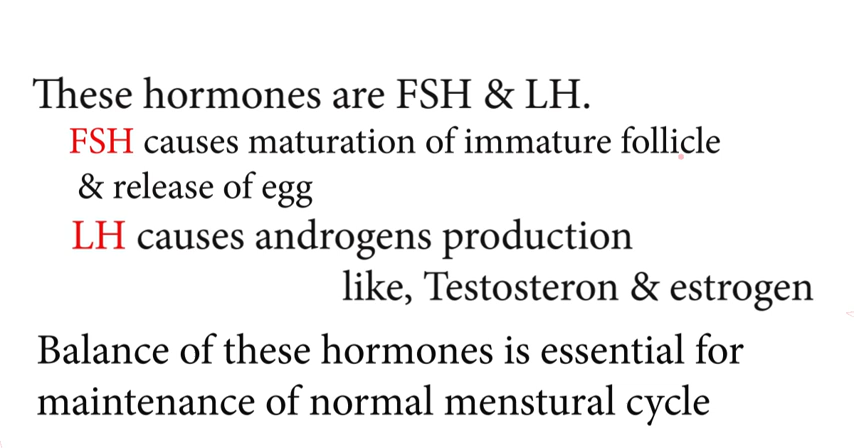 These hormones are FSH & LH.
FSH causes maturation of immature follicle
& release of egg
LH causes androgens production
like, Testosteron & estrogen
Balance of these hormones is essential for
maintenance of normal menstural cycle